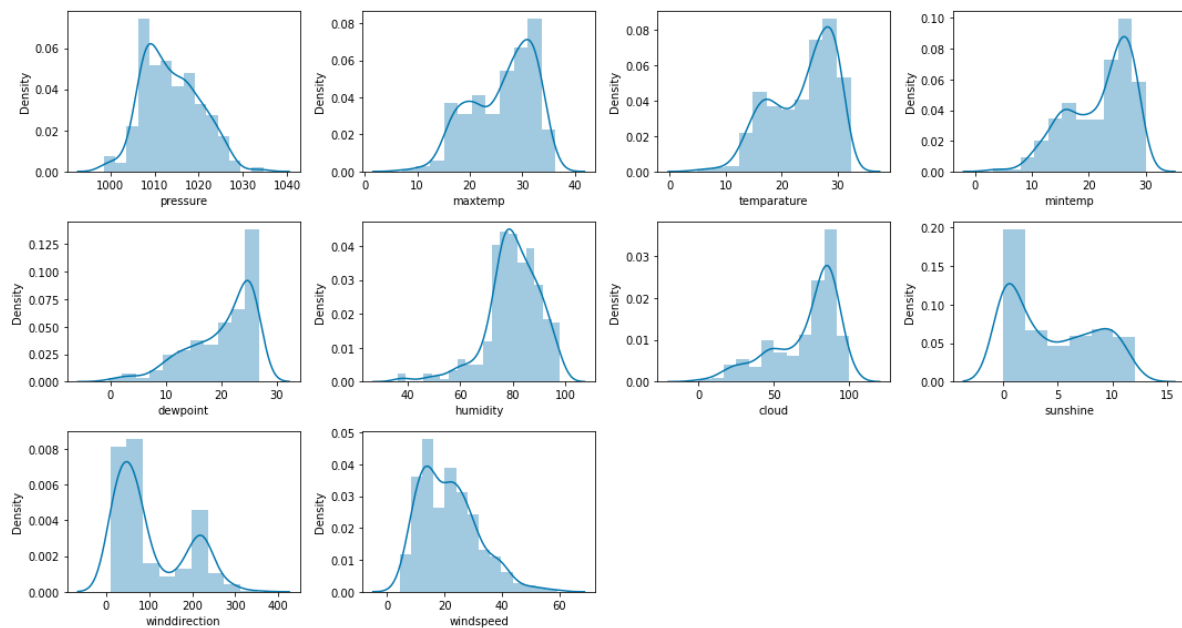 Density
0.06
0.04
0.02
0.00
1000 1010 1020 1030 1040
pressure
Density
0.08
0.06
0.04
0.02
0.00
0 10 20 30 40
maxtemp
Density
0.08
0.06
0.04
0.02
0.00
0 10 20 30
temparature
Density
0.10
0.08
0.06
0.04
0.02
0.00
0 10 20 30
mintemp
Density
0.125
0.100
0.075
0.050
0.025
0.000
0 10 20 30
dewpoint
Density
0.04
0.03
0.02
0.01
0.00
40 60 80 100
humidity
Density
0.03
0.02
0.01
0.00
0 50 100
cloud
Density
0.20
0.15
0.10
0.05
0.00
0 5 10 15
sunshine
Density
0.008
0.006
0.004
0.002
0.000
0 100 200 300 400
winddirection
Density
0.05
0.04
0.03
0.02
0.01
0.00
0 20 40 60
windspeed